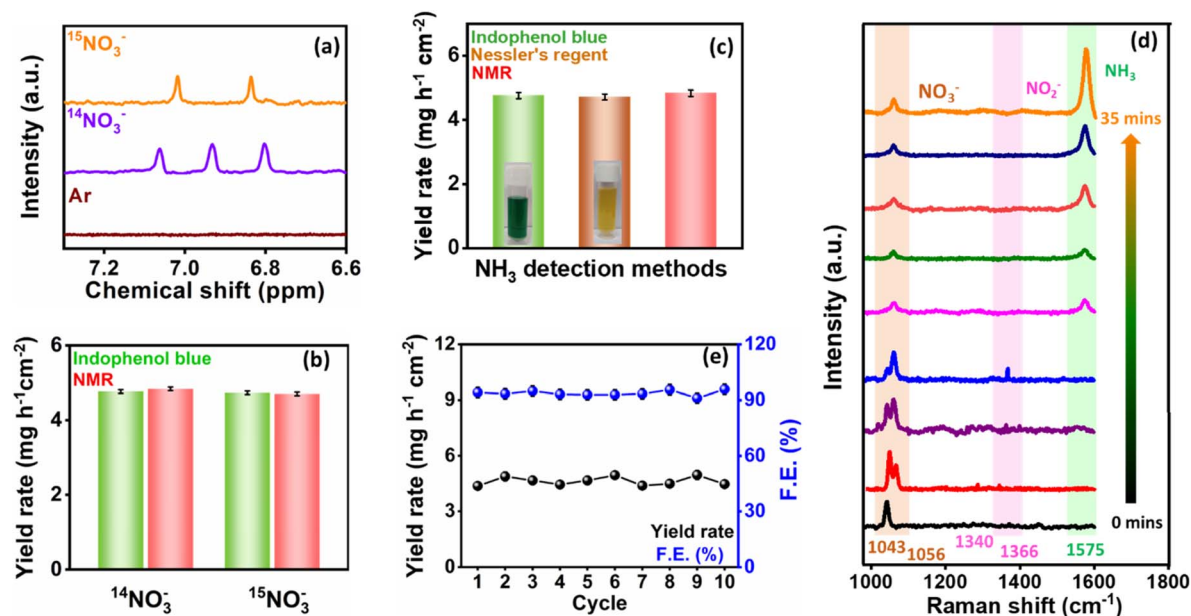 (a)
¹⁵NO₃⁻
¹⁴NO₃⁻
Ar
Intensity (a.u.)
7.2 7.0 6.8 6.6
Chemical shift (ppm)
(c)
Indophenol blue
Nessler's regent
NMR
Yield rate (mg h⁻¹ cm⁻²)
6
4
2
0
NH₃ detection methods
(d)
NO₃⁻ NO₂⁻ NH₃
35 mins
0 mins
Intensity (a.u.)
1043 1056 1340 1366 1575
1000 1200 1400 1600 1800
Raman shift (cm⁻¹)
(b)
Indophenol blue
NMR
Yield rate (mg h⁻¹cm⁻²)
6
4
2
0
¹⁴NO₃⁻ ¹⁵NO₃⁻
(e)
Yield rate (mg h⁻¹ cm⁻²)
12
9
6
3
0
120
90
60
30
0
F.E. (%)
Yield rate
F.E. (%)
1 2 3 4 5 6 7 8 9 10
Cycle